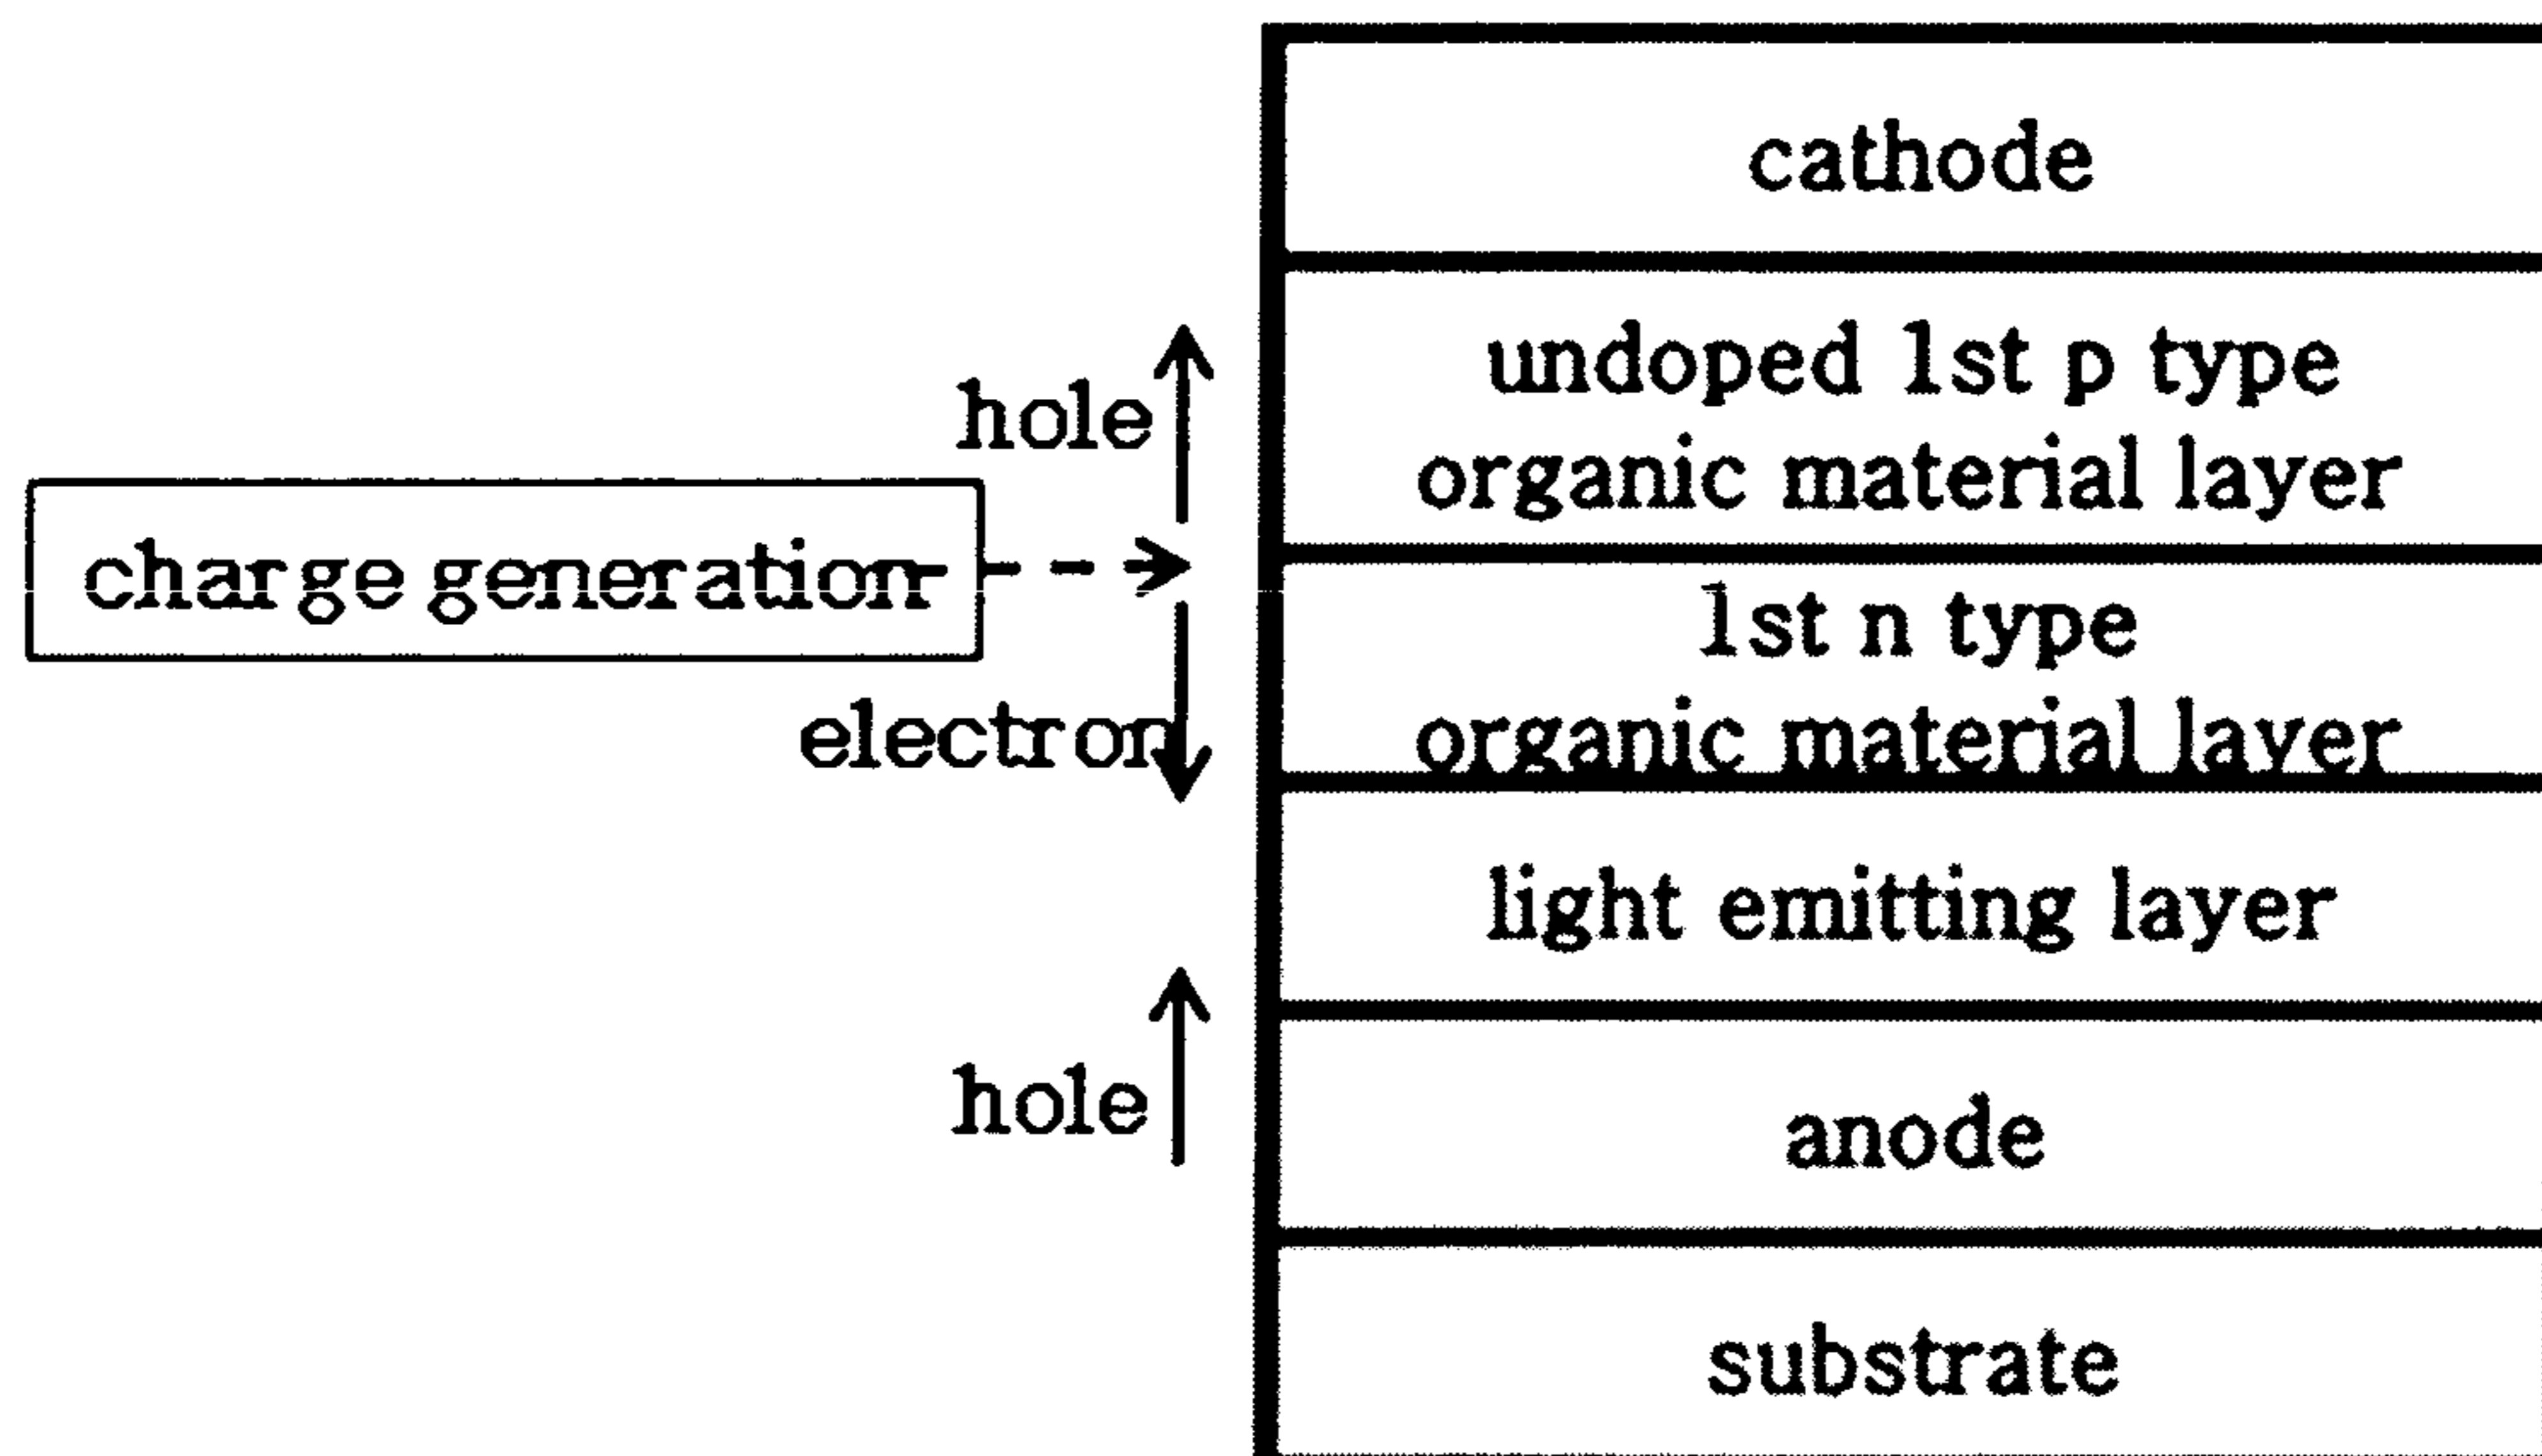 cathode
undoped 1st p type
organic material layer
hole
charge generation
1st n type
organic material layer
electron
light emitting layer
hole
anode
substrate